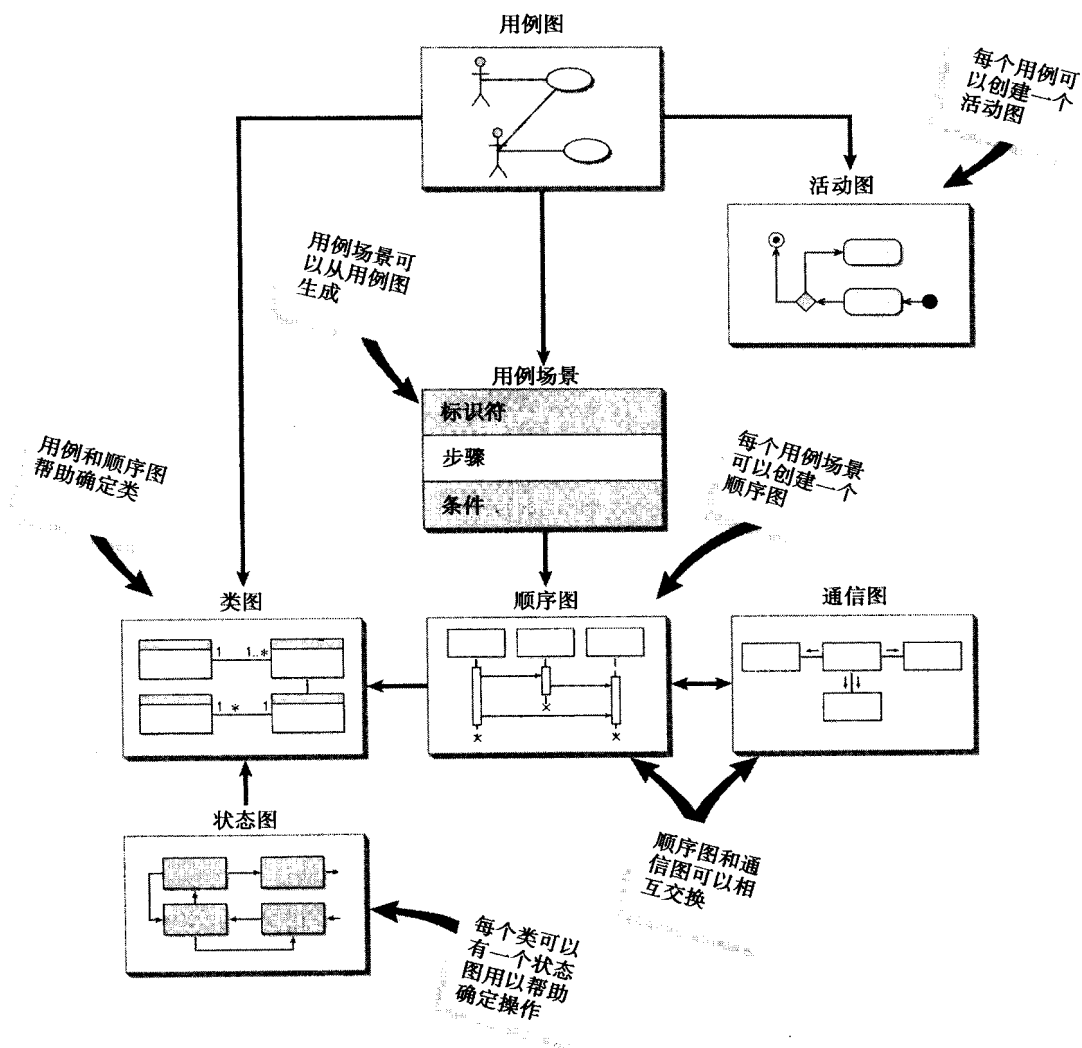 用例图
每个用例可
以创建一个
活动图
活动图
用例场景可
以从用例图
生成
用例场景
标识符
步骤
条件
用例和顺序图
帮助确定类
每个用例场景
可以创建一个
顺序图
类图
1 1..*
1 * 1
顺序图
通信图
状态图
顺序图和通
信图可以相
互交换
每个类可以
有一个状态
图用以帮助
确定操作